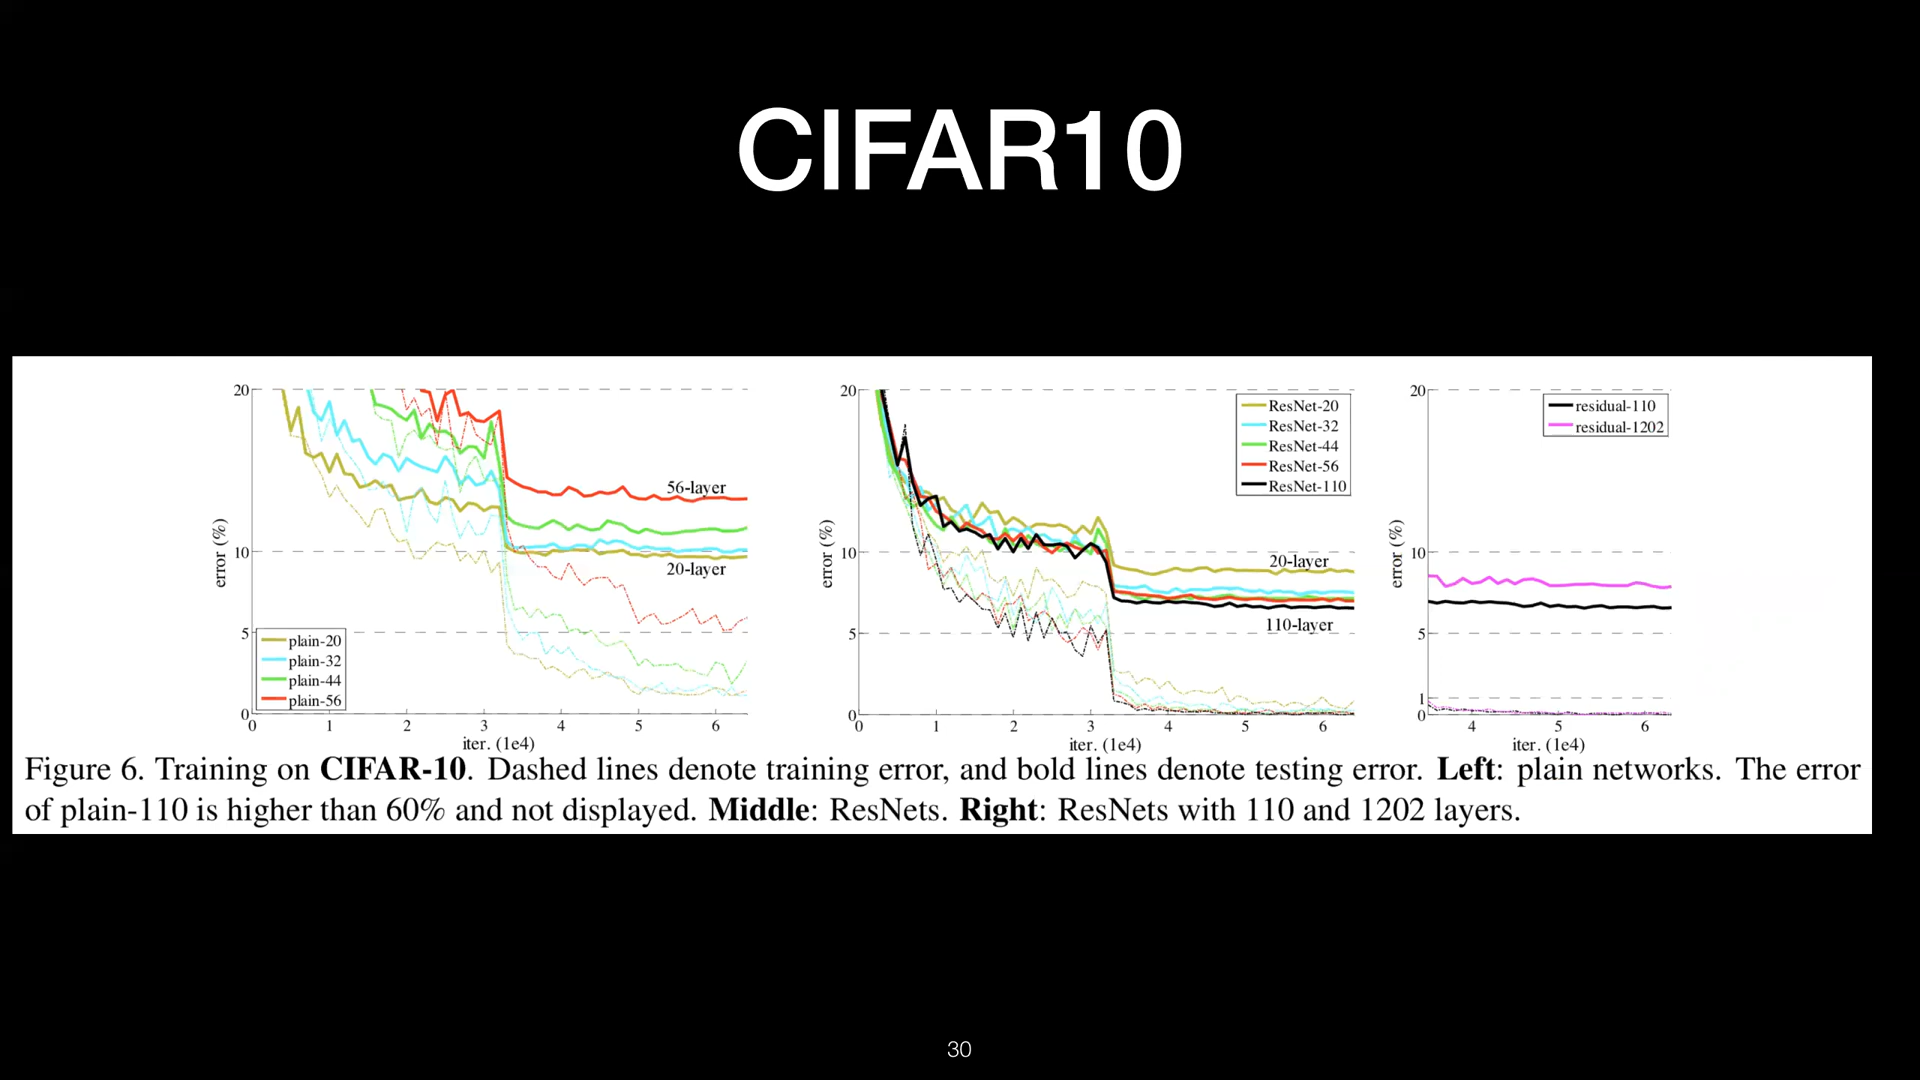 CIFAR10
20
10
5
0
error (%)
56-layer
20-layer
plain-20
plain-32
plain-44
plain-56
0 1 2 3 4 5 6
iter. (1e4)
20
10
5
0
error (%)
ResNet-20
ResNet-32
ResNet-44
ResNet-56
ResNet-110
20-layer
110-layer
0 1 2 3 4 5 6
iter. (1e4)
20
10
5
1
0
error (%)
residual-110
residual-1202
4 5 6
iter. (1e4)
Figure 6. Training on CIFAR-10. Dashed lines denote training error, and bold lines denote testing error. Left: plain networks. The error
of plain-110 is higher than 60% and not displayed. Middle: ResNets. Right: ResNets with 110 and 1202 layers.
30